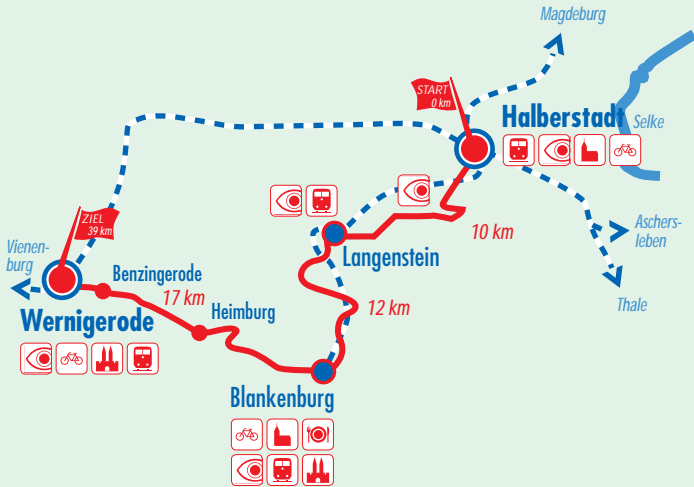 Magdeburg
START
0 km
Halberstadt
Selke
ZIEL
39 km
10 km
Aschers-
leben
Vienen-
burg
Langenstein
Benzingerode
17 km
Heimburg
12 km
Thale
Wernigerode
Blankenburg